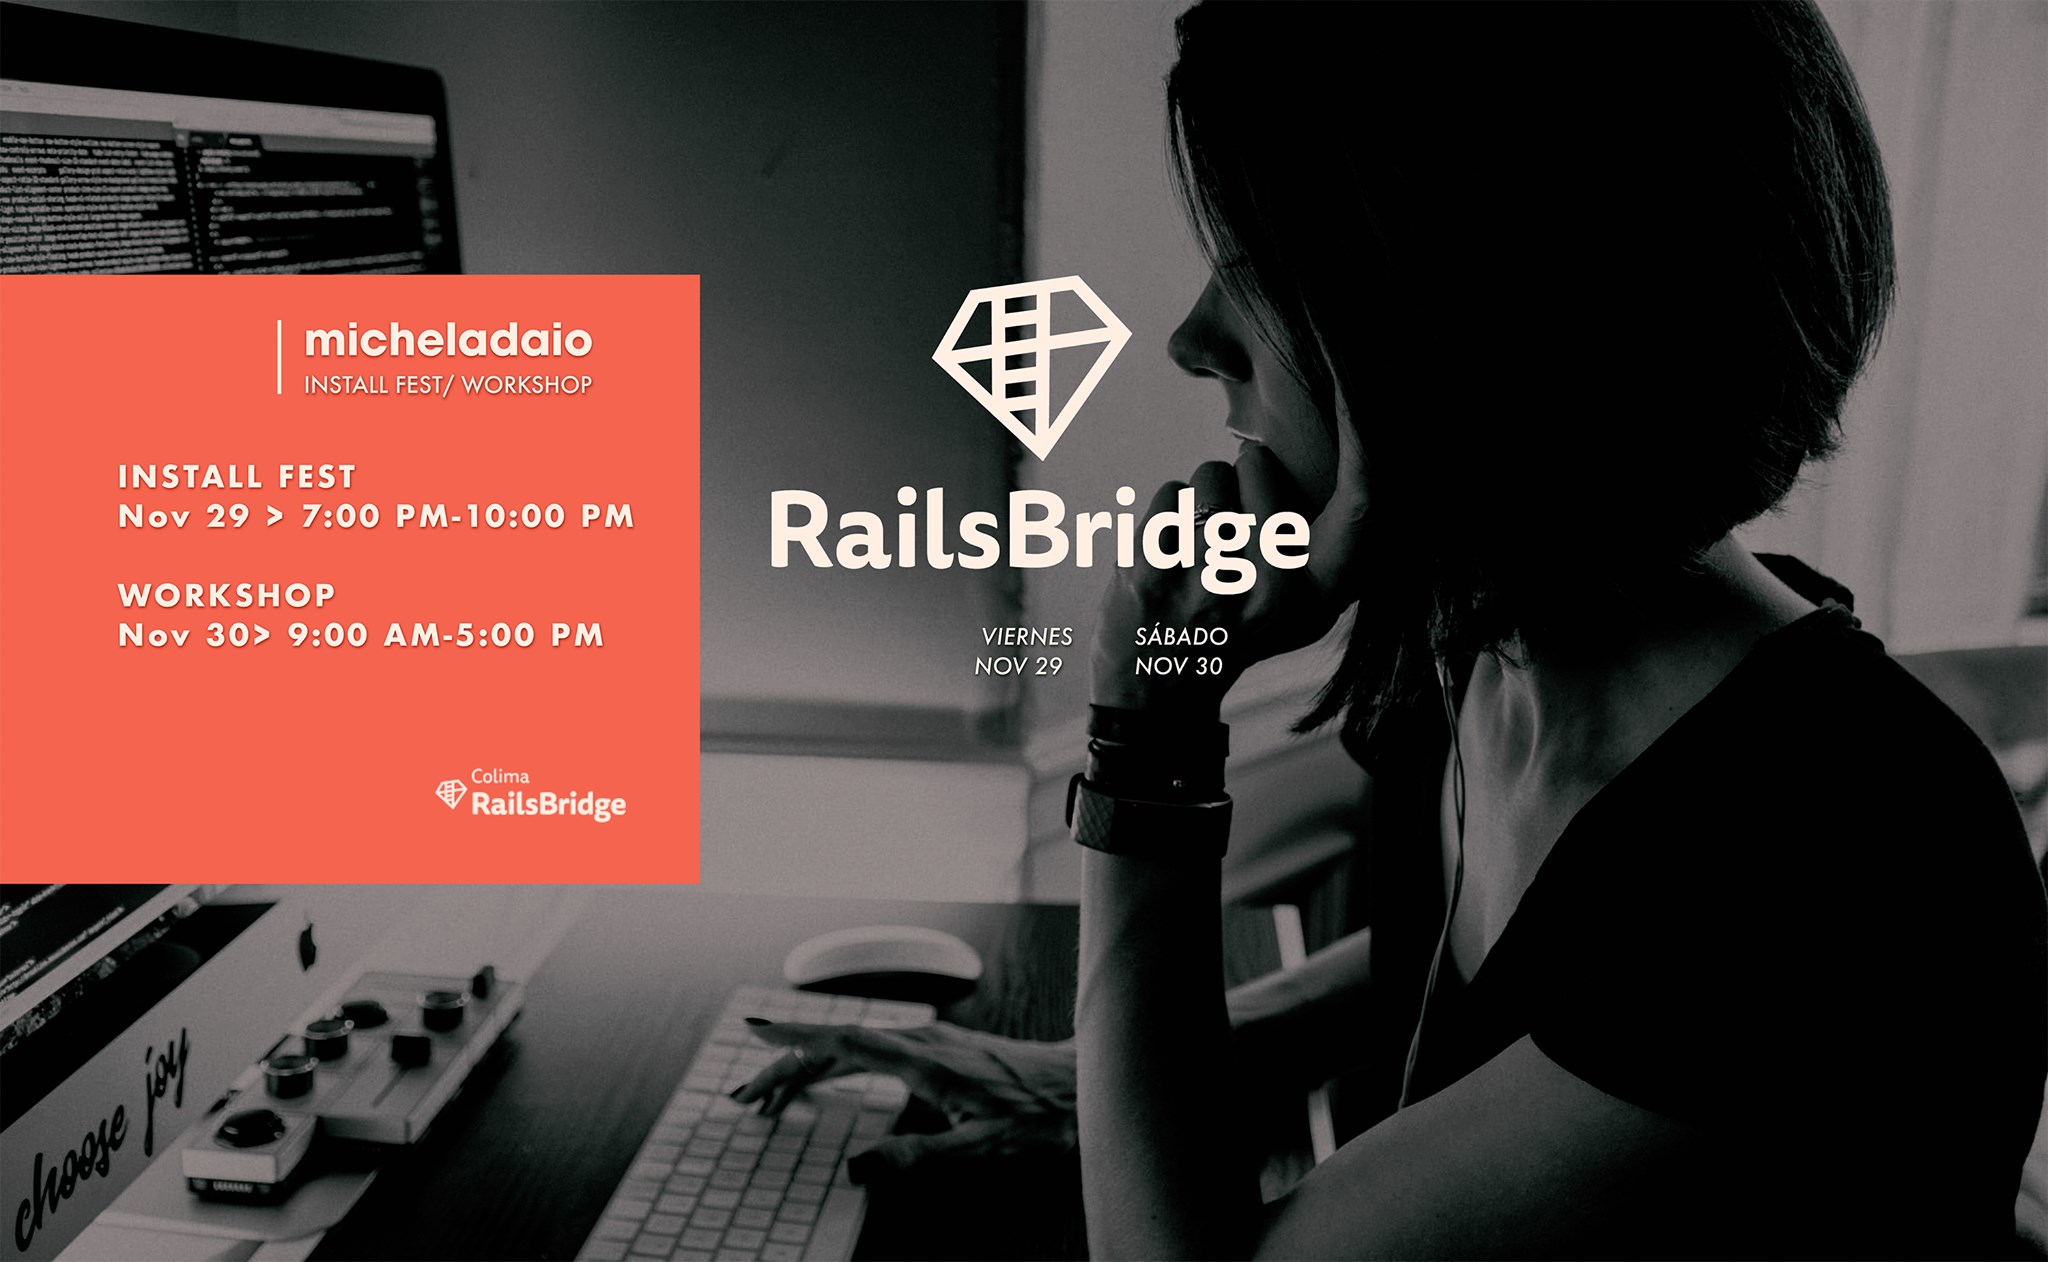 micheladaio
INSTALL FEST/ WORKSHOP
INSTALL FEST
Nov 29 > 7:00 PM-10:00 PM
WORKSHOP
Nov 30> 9:00 AM-5:00 PM
Colima
RailsBridge
RailsBridge
VIERNES
NOV 29
SÁBADO
NOV 30
choose joy